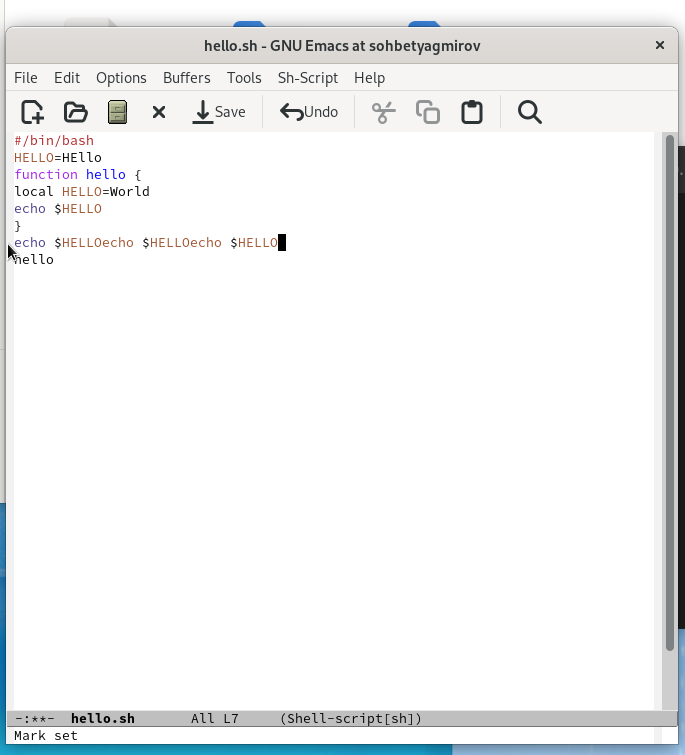 hello.sh - GNU Emacs at sohbetyagmirov
File Edit Options Buffers Tools Sh-Script Help
Save Undo
#/bin/bash
HELLO=HEllo
function hello {
local HELLO=World
echo $HELLO
}
echo $HELLOecho $HELLOecho $HELLO
hello
-:**- hello.sh All L7 (Shell-script[sh])
Mark set